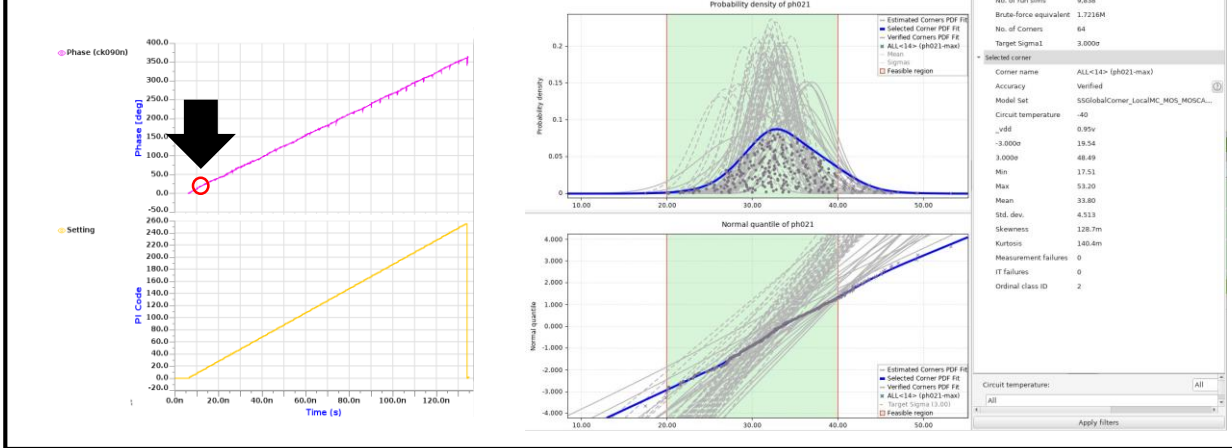 Phase (ck090n)
Phase [deg]
400.0
350.0
300.0
250.0
200.0
150.0
100.0
50.0
-50.0
Setting
PI Code
260.0
240.0
220.0
200.0
180.0
160.0
140.0
120.0
100.0
80.0
60.0
40.0
20.0
0.0
-20.0
0.0n 20.0n 40.0n 60.0n 80.0n 100.0n 120.0n
Time (s)
Probability density of ph021
Probability density
0.2
0.15
0.1
0.05
0
10.00 20.00 30.00 40.00 50.00
Estimated Corners PDF Fit
Selected Corner PDF Fit
Verified Corners PDF Fit
ALL<14> (ph021-max)
Mean
Sigmas
Feasible region
Normal quantile of ph021
Normal quantile
4.000
3.000
2.000
1.000
0.000
-1.000
-2.000
-3.000
-4.000
10.00 20.00 30.00 40.00 50.00
Estimated Corners PDF Fit
Selected Corner PDF Fit
Verified Corners PDF Fit
ALL<14> (ph021-max)
Target Sigma (3.00)
Feasible region
Brute-force equivalent 1.7216M
No. of Corners 64
Target Sigma1 3.000σ
Selected corner
Corner name ALL<14> (ph021-max)
Accuracy Verified
Model Set SSGlobalCorner_LocalMC_MOS_MOSCA...
Circuit temperature -40
_vdd 0.95v
-3.000σ 19.54
3.000σ 48.49
Min 17.51
Max 53.20
Mean 33.80
Std. dev. 4.513
Skewness 128.7m
Kurtosis 140.4m
Measurement failures 0
IT failures 0
Ordinal class ID 2
Circuit temperature: All
All
Apply filters